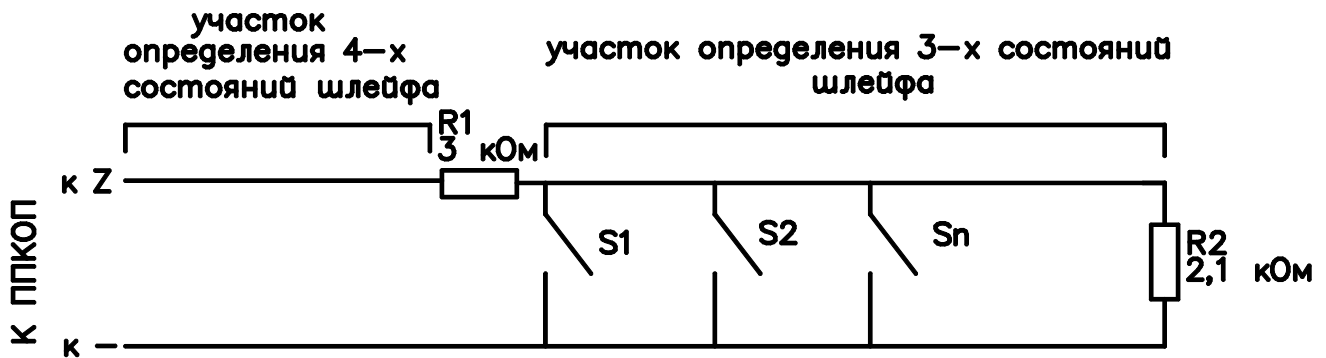 участок
определения 4-х
состояний шлейфа
участок определения 3-х состояний
шлейфа
R1
3 кОм
к Z
S1
S2
Sn
R2
2,1 кОм
К ППКОП
к -